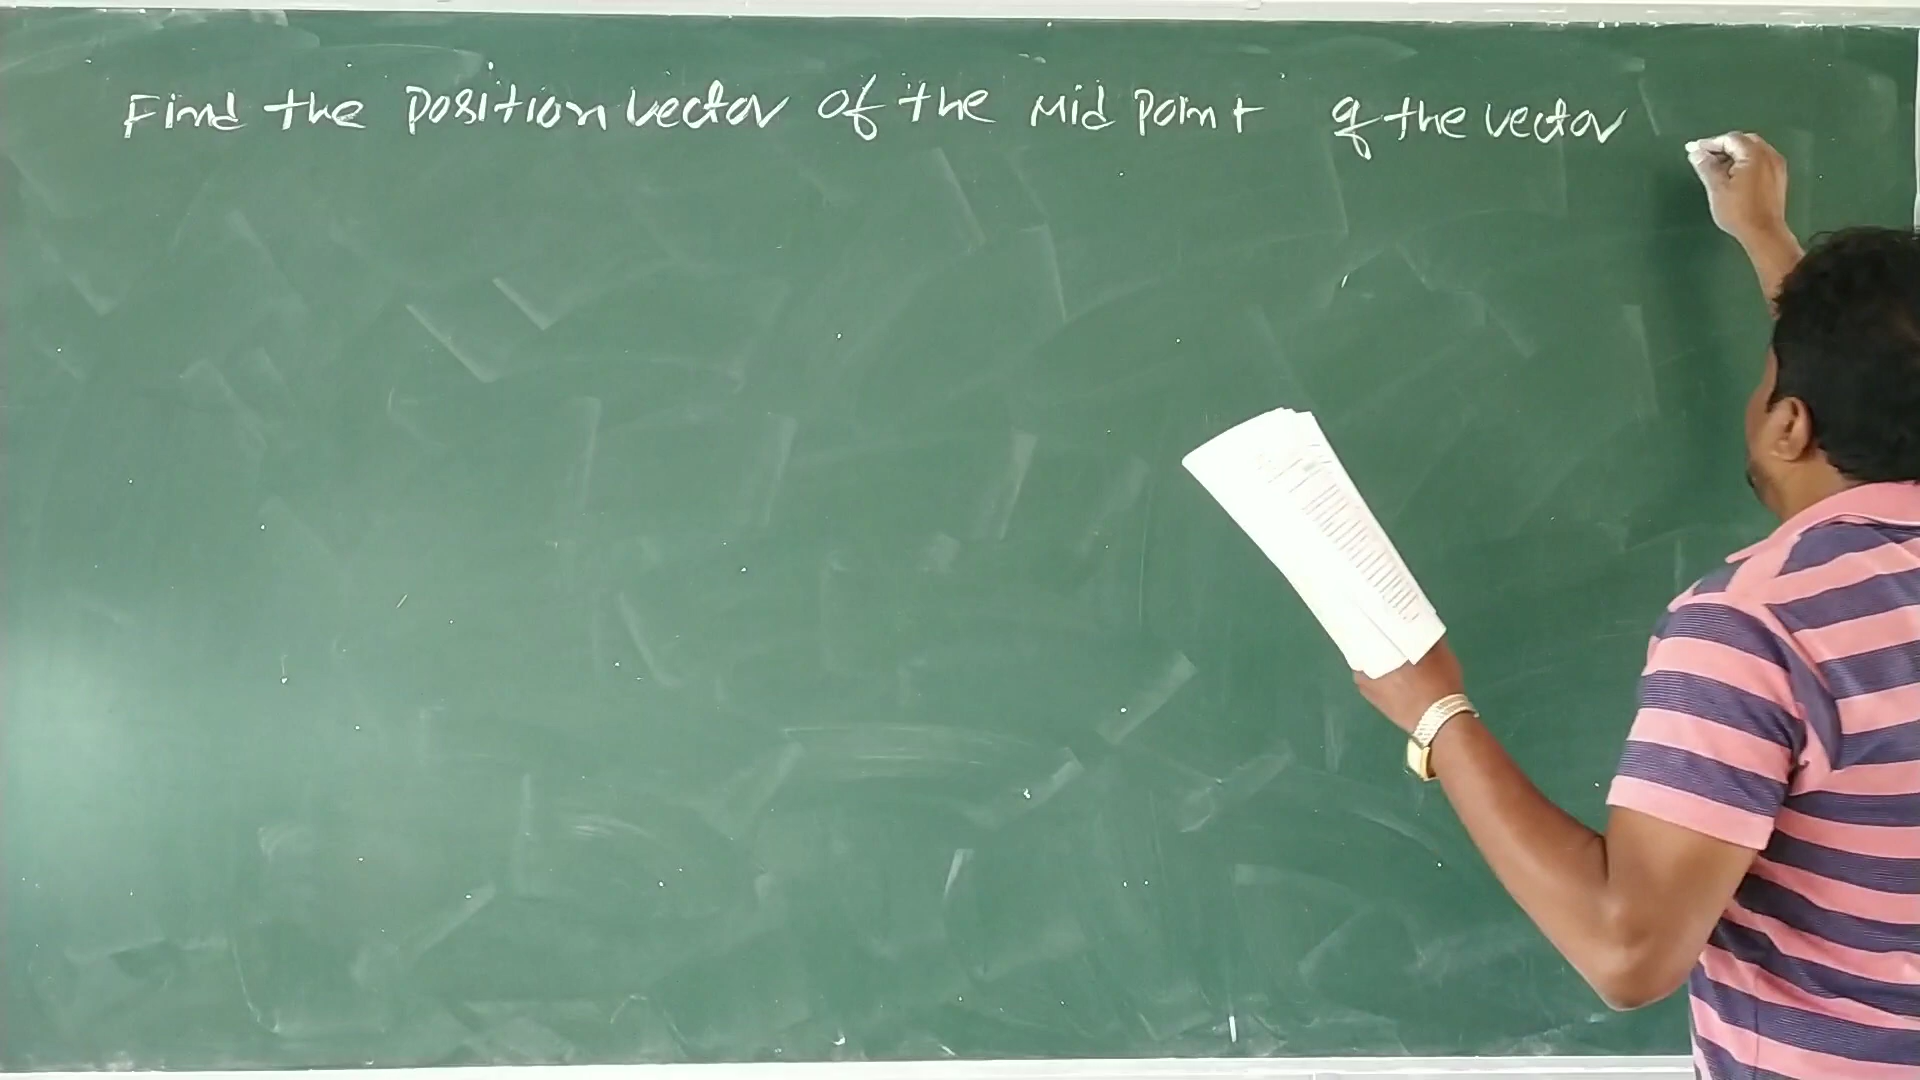 Find the position vector of the Mid point of the vector